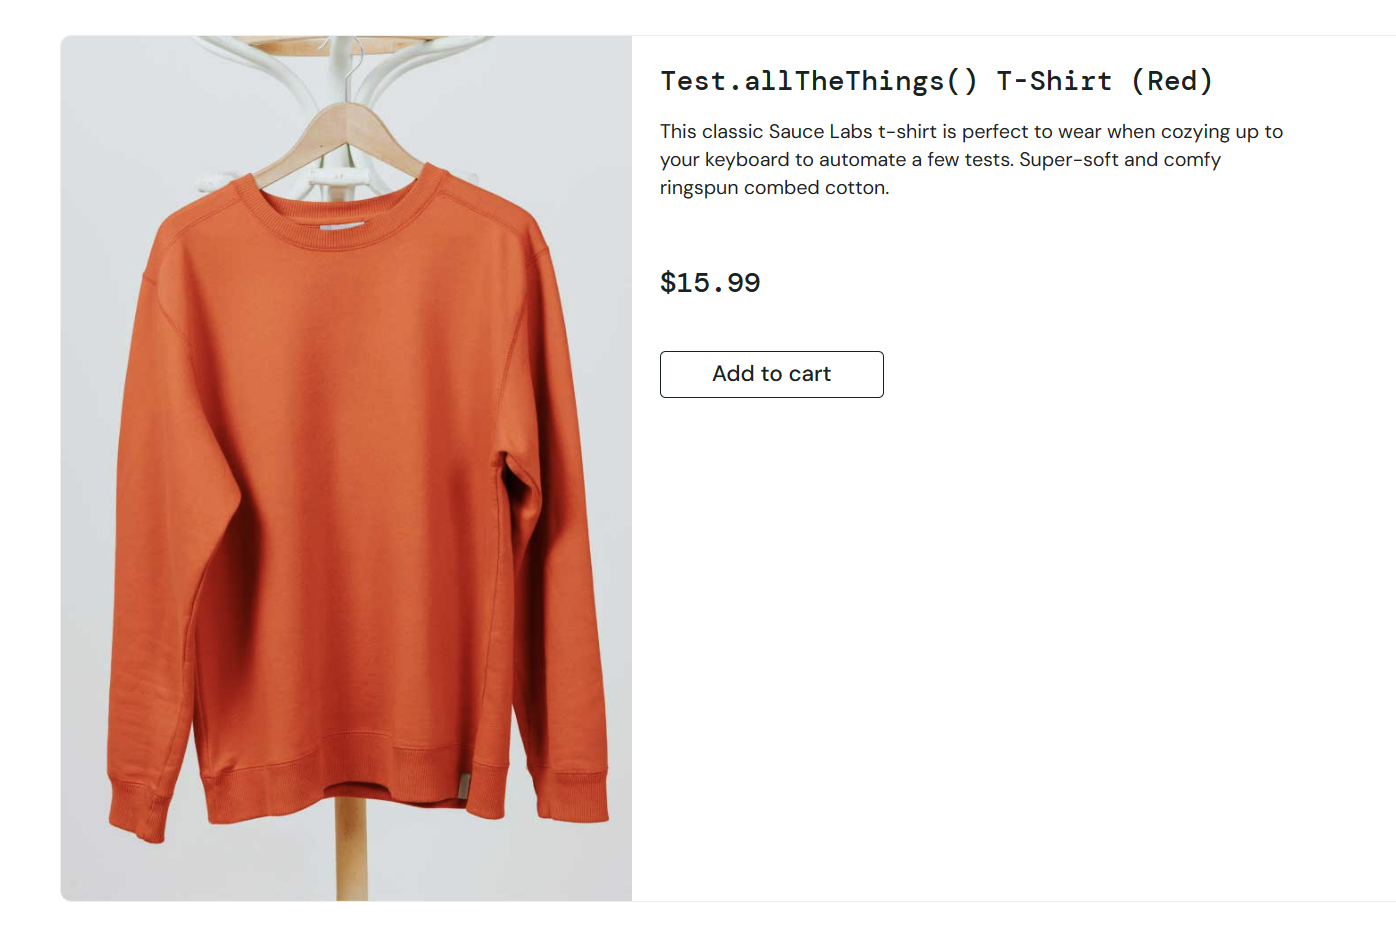 Test.allTheThings() T-Shirt (Red)
This classic Sauce Labs t-shirt is perfect to wear when cozying up to
your keyboard to automate a few tests. Super-soft and comfy
ringspun combed cotton.
$15.99
Add to cart